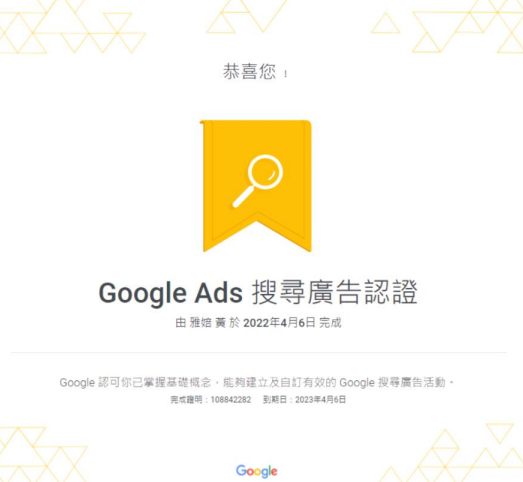 恭喜您！
Google Ads 搜尋廣告認證
由 雅婄 黃 於 2022年4月6日 完成
Google 認可你已掌握基礎概念，能夠建立及自訂有效的 Google 搜尋廣告活動。
完成證明：108842282 到期日：2023年4月6日
Google